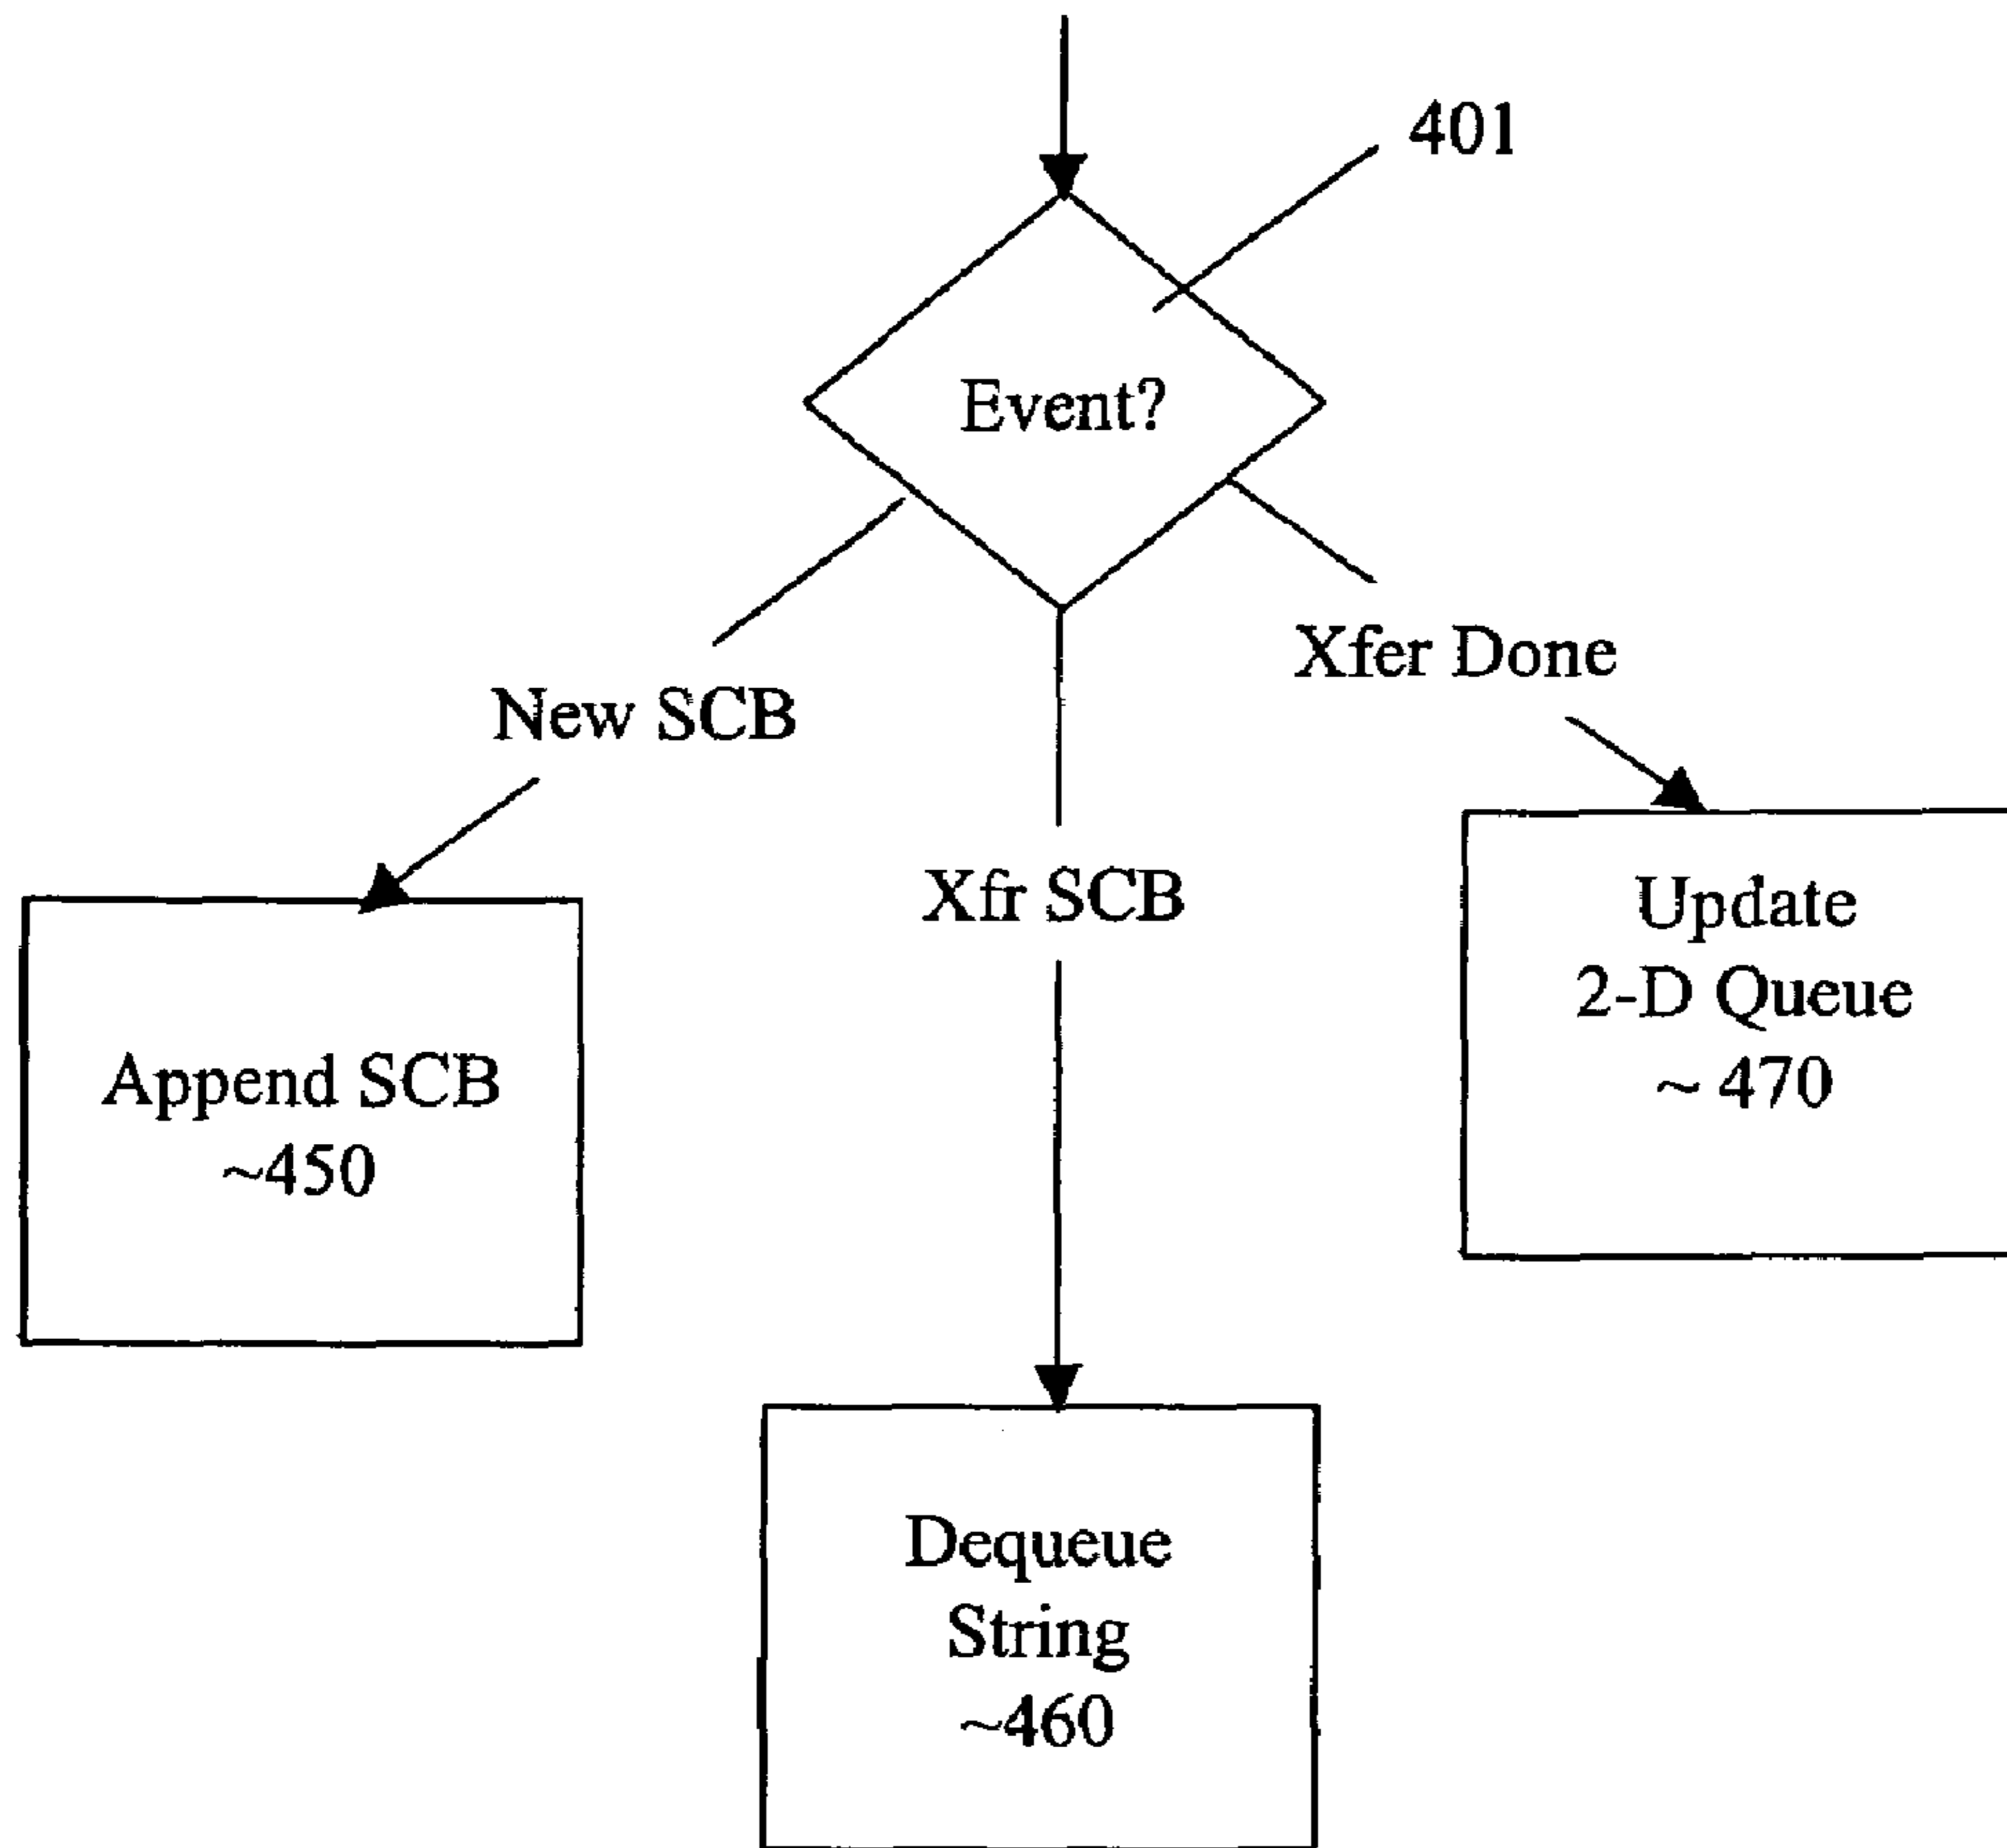 401
Event?
Xfer Done
New SCB
Xfr SCB
Update
2-D Queue
~ 470
Append SCB
~450
Dequeue
String
~460